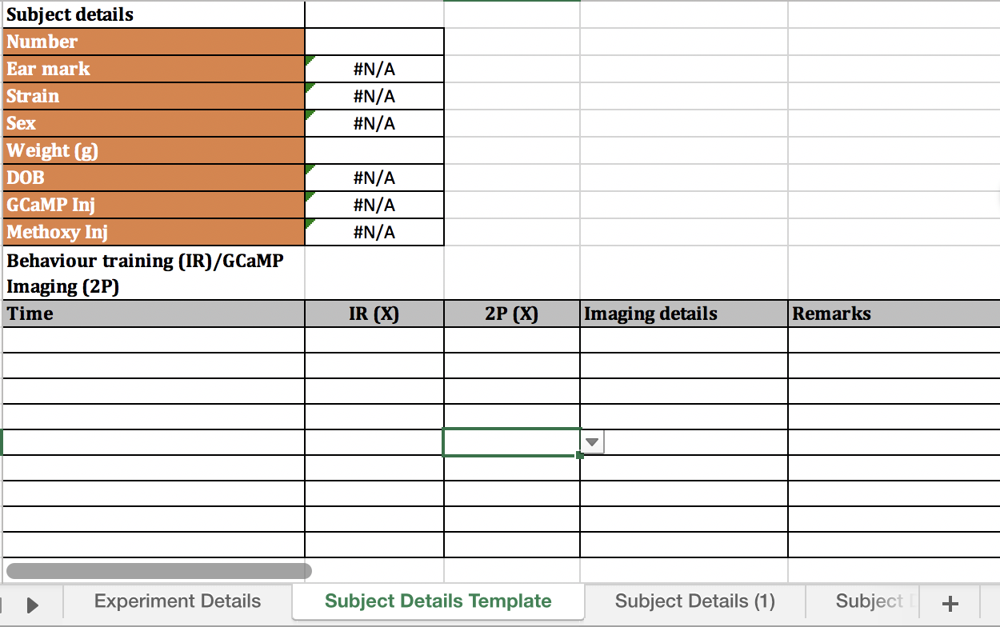 Subject details
Number
Ear mark #N/A
Strain #N/A
Sex #N/A
Weight (g)
DOB #N/A
GCaMP Inj #N/A
Methoxy Inj #N/A
Behaviour training (IR)/GCaMP
Imaging (2P)
Time IR (X) 2P (X) Imaging details Remarks
Experiment Details Subject Details Template Subject Details (1) Subject